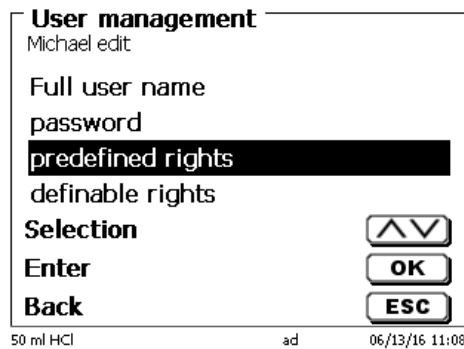 User management
Michael edit
Full user name
password
predefined rights
definable rights
Selection
Enter OK
Back ESC
50 ml HCl ad 06/13/16 11:08